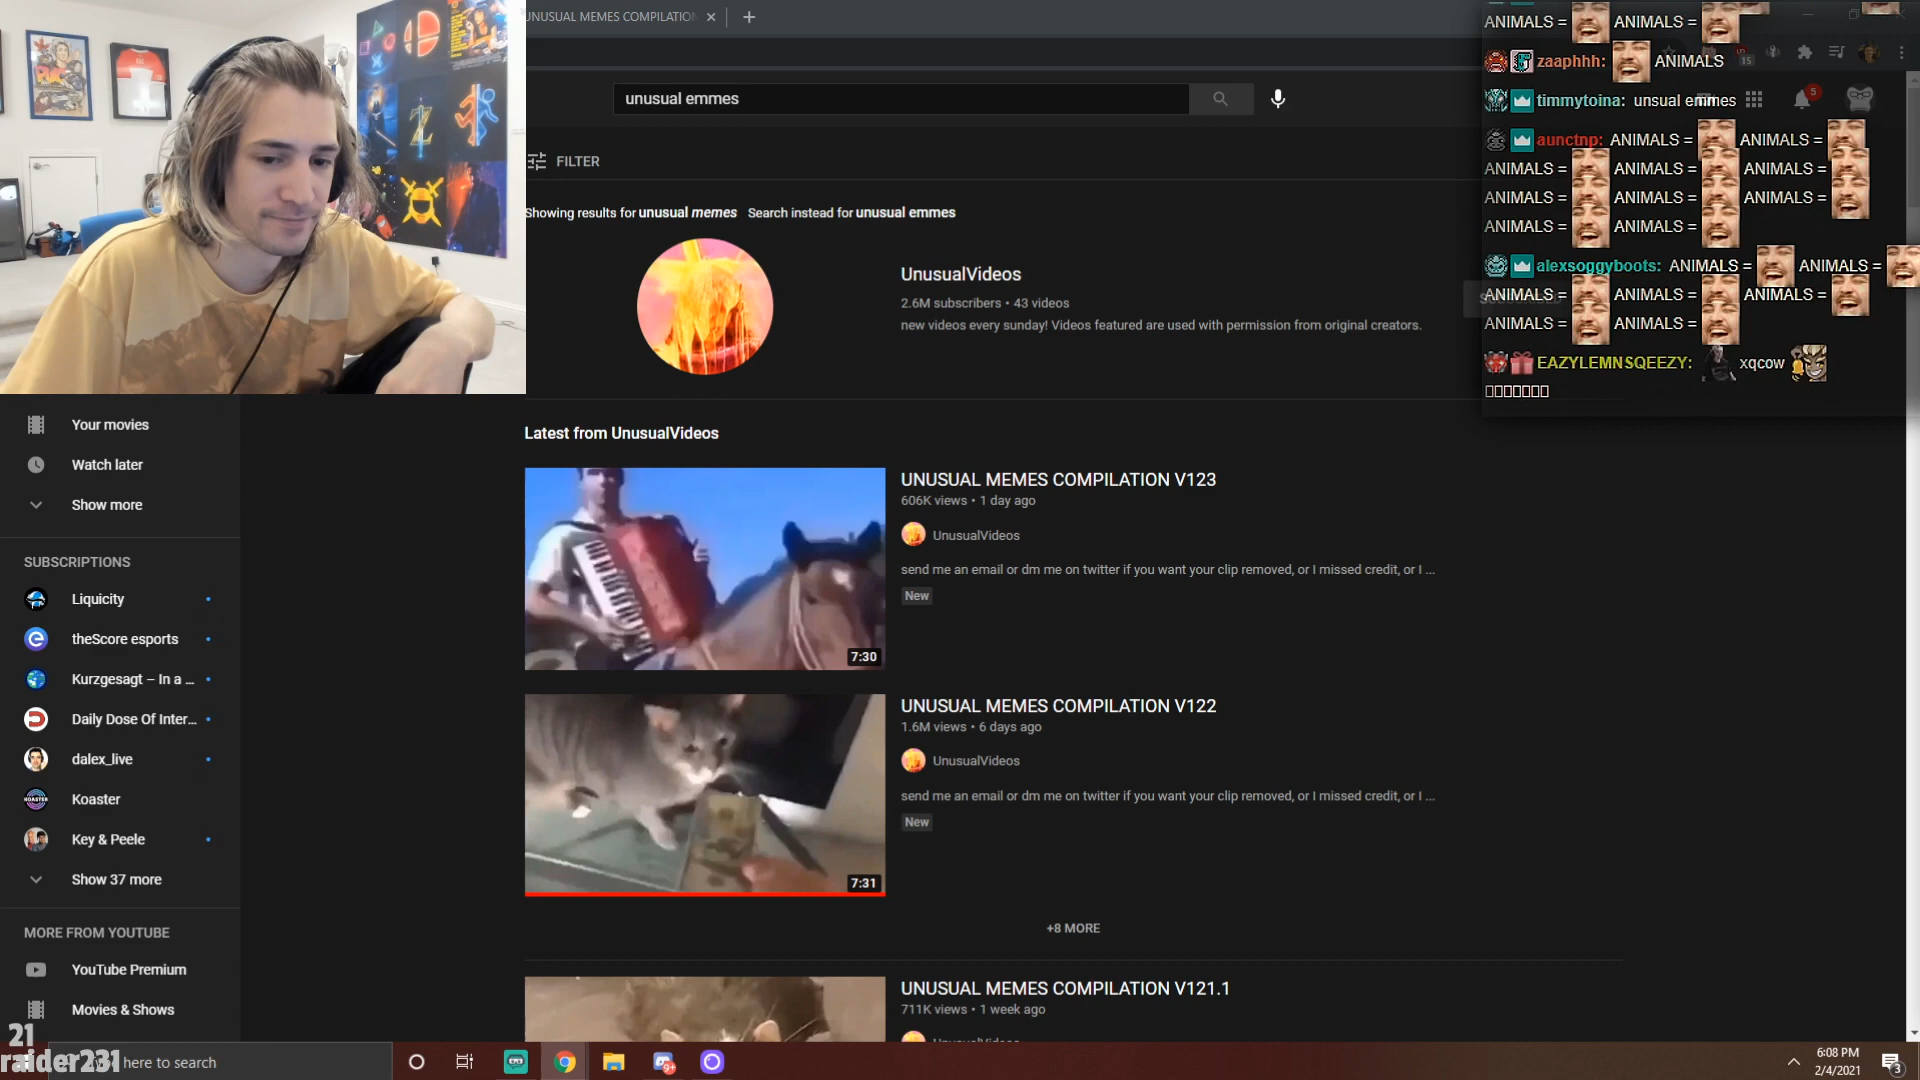 UNUSUAL MEMES COMPILATION
unusual emmes
FILTER
Showing results for unusual memes Search instead for unusual emmes
UnusualVideos
2.6M subscribers • 43 videos
new videos every sunday! Videos featured are used with permission from original creators.
Latest from UnusualVideos
UNUSUAL MEMES COMPILATION V123
606K views • 1 day ago
UnusualVideos
send me an email or dm me on twitter if you want your clip removed, or I missed credit, or I ...
New
7:30
UNUSUAL MEMES COMPILATION V122
1.6M views • 6 days ago
UnusualVideos
send me an email or dm me on twitter if you want your clip removed, or I missed credit, or I ...
New
7:31
+8 MORE
UNUSUAL MEMES COMPILATION V121.1
711K views • 1 week ago
UnusualVideos
ANIMALS = ANIMALS =
zaaphhh: ANIMALS
15
timmytoina: unsual emmes
5
aunctnp: ANIMALS = ANIMALS =
ANIMALS = ANIMALS = ANIMALS =
ANIMALS = ANIMALS = ANIMALS =
ANIMALS = ANIMALS =
alexsoggyboots: ANIMALS = ANIMALS =
ANIMALS = ANIMALS = ANIMALS =
ANIMALS = ANIMALS =
EAZYLEMNSQEEZY: xqcow
Your movies
Watch later
Show more
SUBSCRIPTIONS
Liquicity
theScore esports
Kurzgesagt – In a ...
Daily Dose Of Inter...
dalex_live
KOASTER
Koaster
Key & Peele
Show 37 more
MORE FROM YOUTUBE
YouTube Premium
Movies & Shows
21
raider231
here to search
9+
6:08 PM
2/4/2021
3